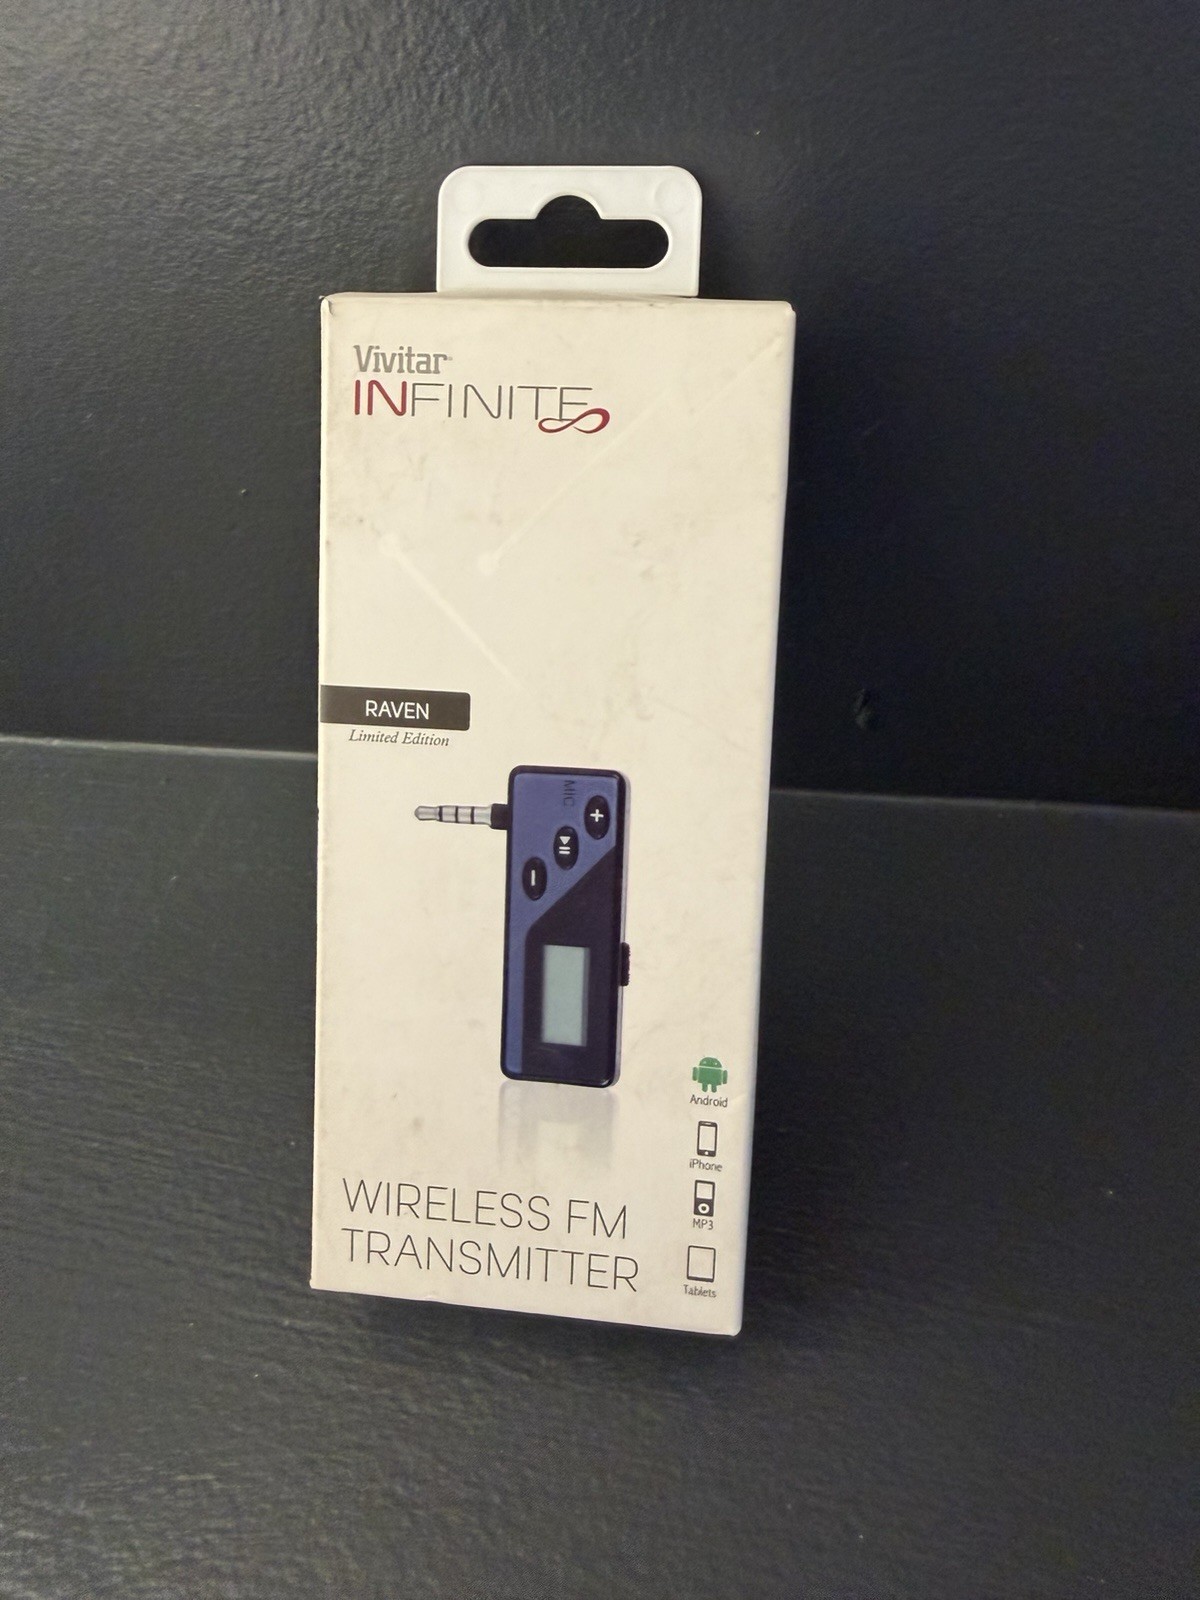 Vivitar
INFINITE
RAVEN
Limited Edition
MIC
Android
iPhone
MP3
Tablets
WIRELESS FM
TRANSMITTER